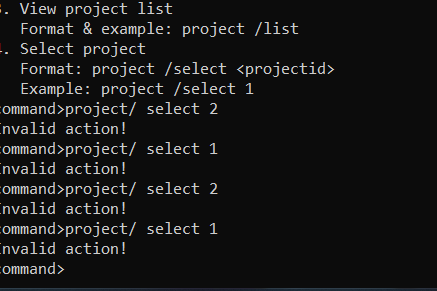 3. View project list
Format & example: project /list
4. Select project
Format: project /select <projectid>
Example: project /select 1
command>project/ select 2
Invalid action!
command>project/ select 1
Invalid action!
command>project/ select 2
Invalid action!
command>project/ select 1
Invalid action!
command>